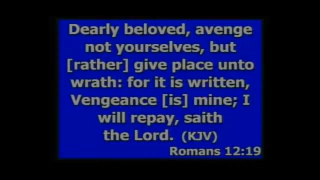 Dearly beloved, avenge
not yourselves, but
[rather] give place unto
wrath: for it is written,
Vengeance [is] mine; I
will repay, saith
the Lord. (KJV)
Romans 12:19